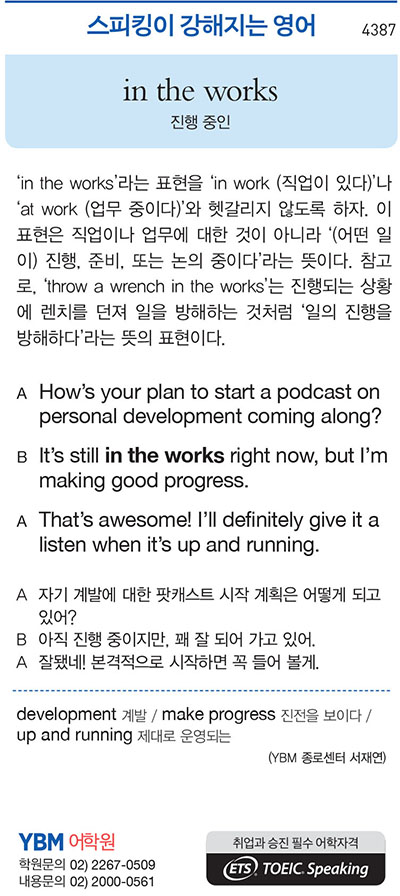 스피킹이 강해지는 영어
4387
in the works
진행 중인
‘in the works’라는 표현을 ‘in work (직업이 있다)’나
‘at work (업무 중이다)’와 헷갈리지 않도록 하자. 이
표현은 직업이나 업무에 대한 것이 아니라 ‘(어떤 일
이) 진행, 준비, 또는 논의 중이다’라는 뜻이다. 참고
로, ‘throw a wrench in the works’는 진행되는 상황
에 렌치를 던져 일을 방해하는 것처럼 ‘일의 진행을
방해하다’라는 뜻의 표현이다.
A How’s your plan to start a podcast on
personal development coming along?
B It’s still in the works right now, but I’m
making good progress.
A That’s awesome! I’ll definitely give it a
listen when it’s up and running.
A 자기 계발에 대한 팟캐스트 시작 계획은 어떻게 되고
있어?
B 아직 진행 중이지만, 꽤 잘 되어 가고 있어.
A 잘됐네! 본격적으로 시작하면 꼭 들어 볼게.
development 계발 / make progress 진전을 보이다 /
up and running 제대로 운영되는
(YBM 종로센터 서재연)
YBM 어학원
학원문의 02) 2267-0509
내용문의 02) 2000-0561
취업과 승진 필수 어학자격
ETS TOEIC Speaking